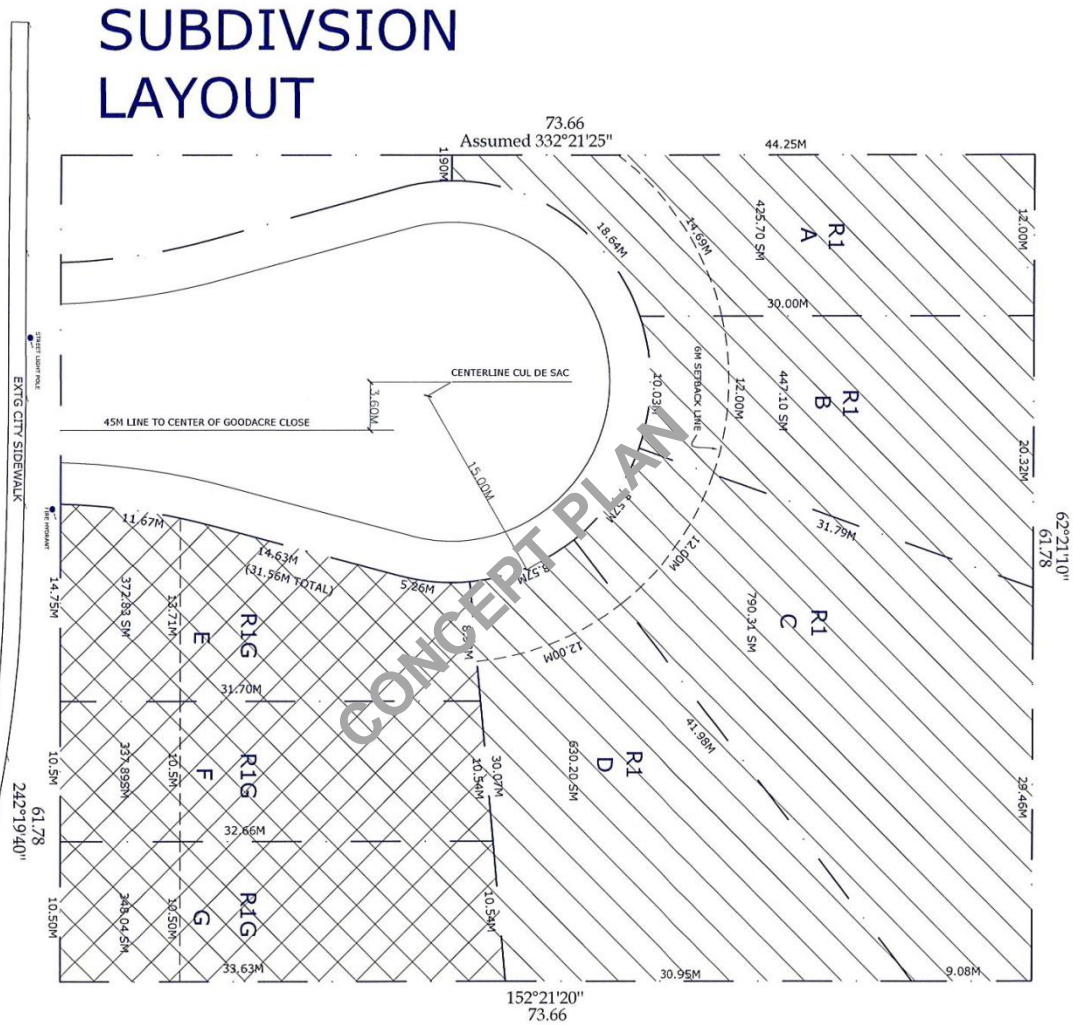 SUBDIVSION
LAYOUT
73.66
Assumed 332°21'25"
44.25M
1.90M
12.00M
R1
A
425.70 SM
14.69M
18.64M
30.00M
STREET LIGHT POLE
EXTG CITY SIDEWALK
CENTERLINE CUL DE SAC
3.60M
45M LINE TO CENTER OF GOODACRE CLOSE
15.00M
6M SETBACK LINE
10.03M
12.00M
447.10 SM
R1
B
20.32M
31.79M
62°21'10"
61.78
FIRE HYDRANT
11.67M
14.63M
(31.56M TOTAL)
5.26M
8.57M
8.57M
12.00M
12.00M
790.31 SM
R1
C
14.75M
372.83 SM
13.71M
R1G
E
31.70M
CONCEPT PLAN
41.98M
29.46M
10.5M
337.89SM
10.5M
R1G
F
32.66M
30.07M
10.54M
630.20 SM
R1
D
61.78
242°19'40"
10.50M
348.04 SM
10.50M
R1G
G
33.63M
10.54M
30.95M
9.08M
152°21'20"
73.66